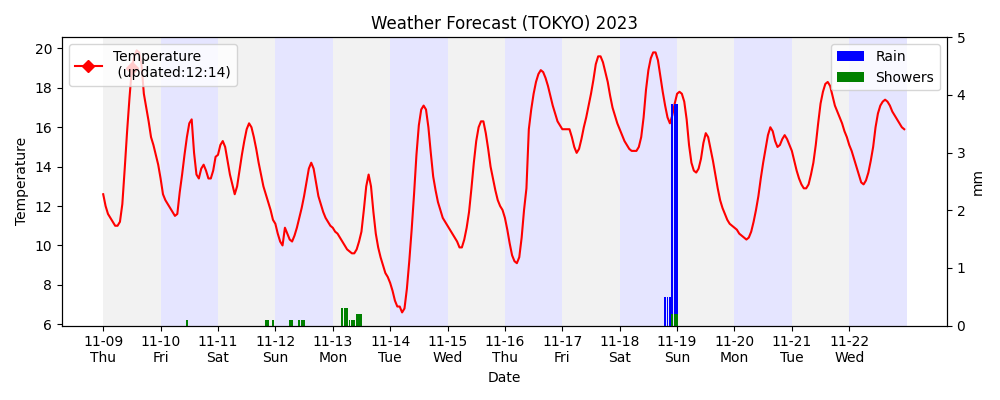 Weather Forecast (TOKYO) 2023
Temperature
(updated:12:14)
Rain
Showers
Temperature
20
18
16
14
12
10
8
6
5
4
3
2
1
0
mm
11-09 11-10 11-11 11-12 11-13 11-14 11-15 11-16 11-17 11-18 11-19 11-20 11-21 11-22
Thu Fri Sat Sun Mon Tue Wed Thu Fri Sat Sun Mon Tue Wed
Date